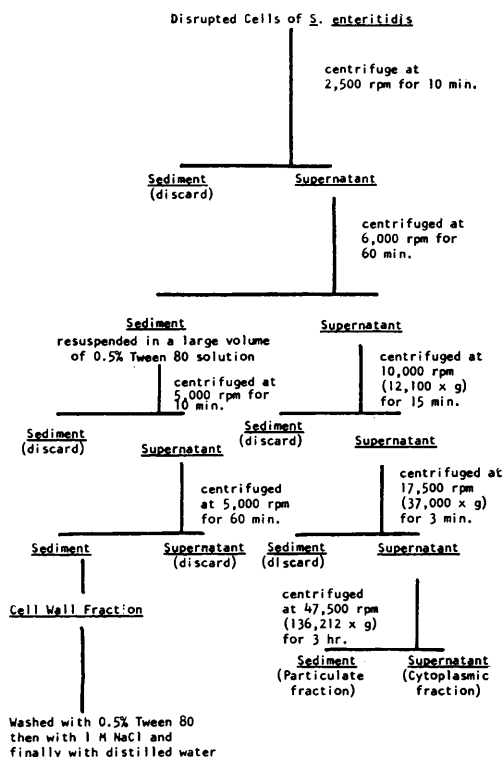 Disrupted Cells of S. enteritidis
centrifuge at
2,500 rpm for 10 min.
Sediment
(discard)
Supernatant
centrifuged at
6,000 rpm for
60 min.
Sediment
resuspended in a large volume
of 0.5% Tween 80 solution
Supernatant
centrifuged at
5,000 rpm for
10 min.
centrifuged at
10,000 rpm
(12,100 x g)
for 15 min.
Sediment
(discard)
Supernatant
Sediment
(discard)
Supernatant
centrifuged
at 5,000 rpm
for 60 min.
centrifuged at
17,500 rpm
(37,000 x g)
for 3 min.
Sediment
Supernatant
(discard)
Sediment
(discard)
Supernatant
Cell Wall Fraction
centrifuged
at 47,500 rpm
(136,212 x g)
for 3 hr.
Sediment
(Particulate
fraction)
Supernatant
(Cytoplasmic
fraction)
Washed with 0.5% Tween 80
then with 1 M NaCl and
finally with distilled water